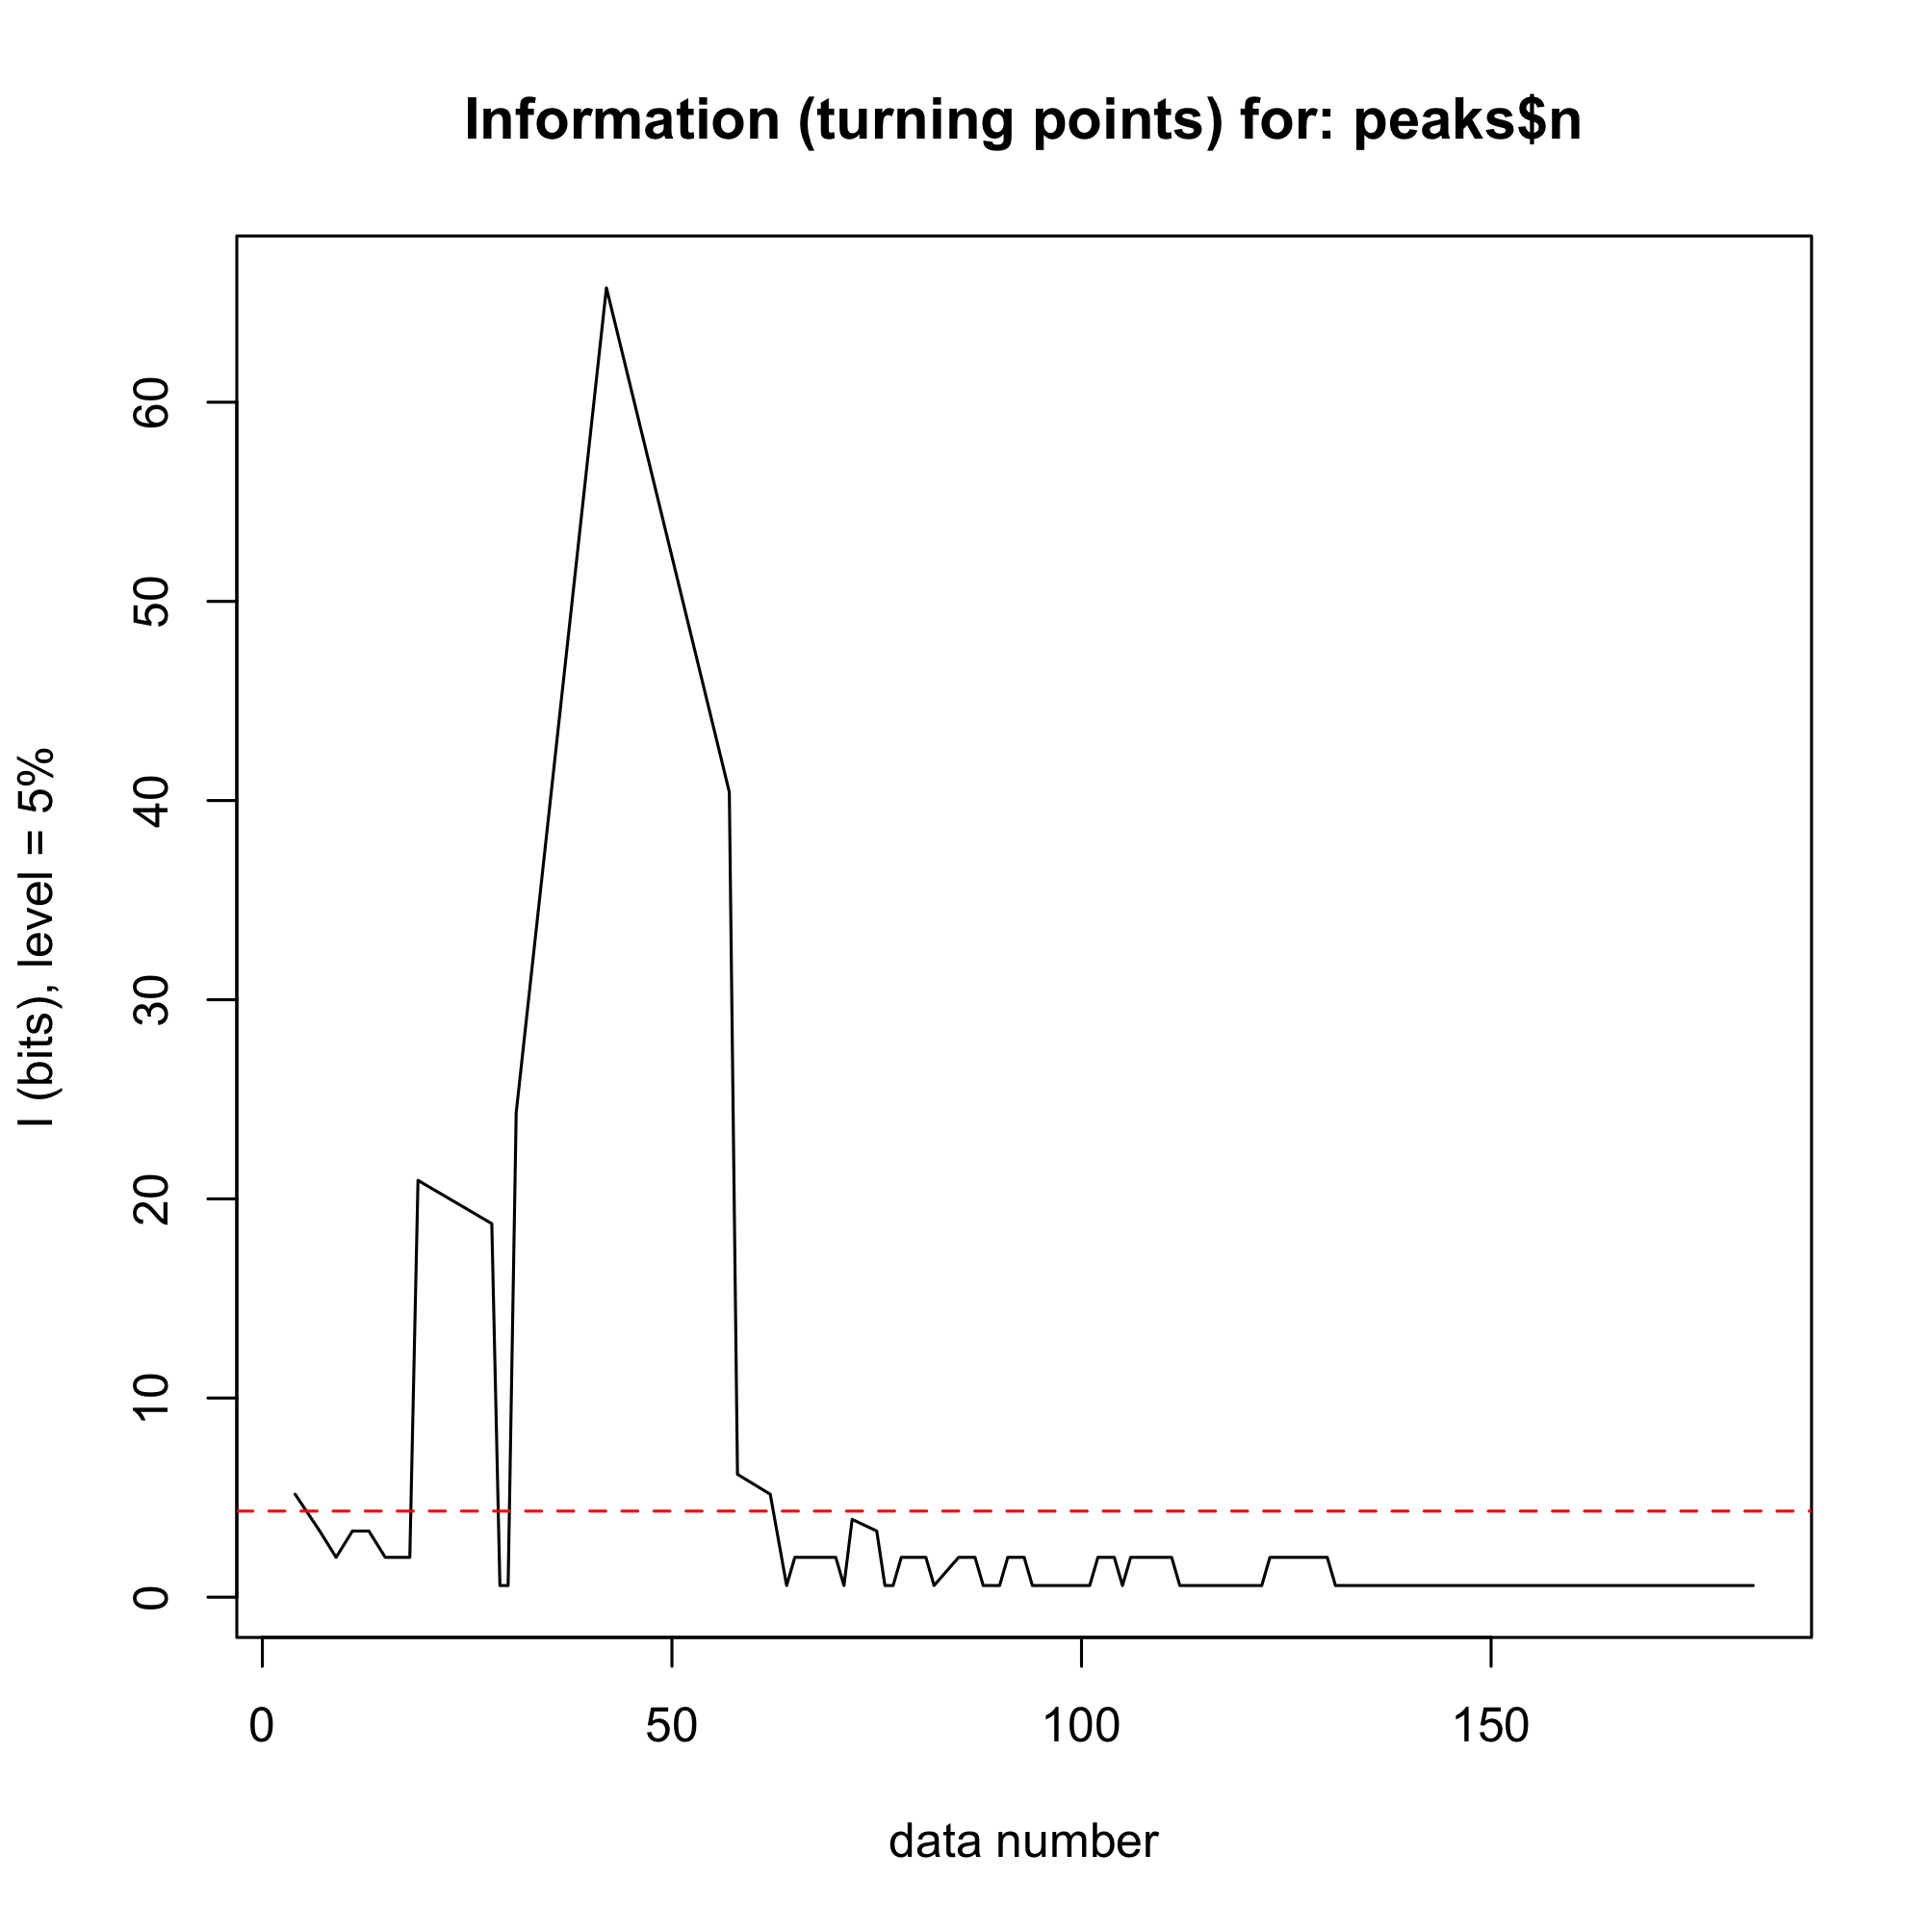 Information (turning points) for: peaks$n
I (bits), level = 5%
60
50
40
30
20
10
0
0 50 100 150
data number